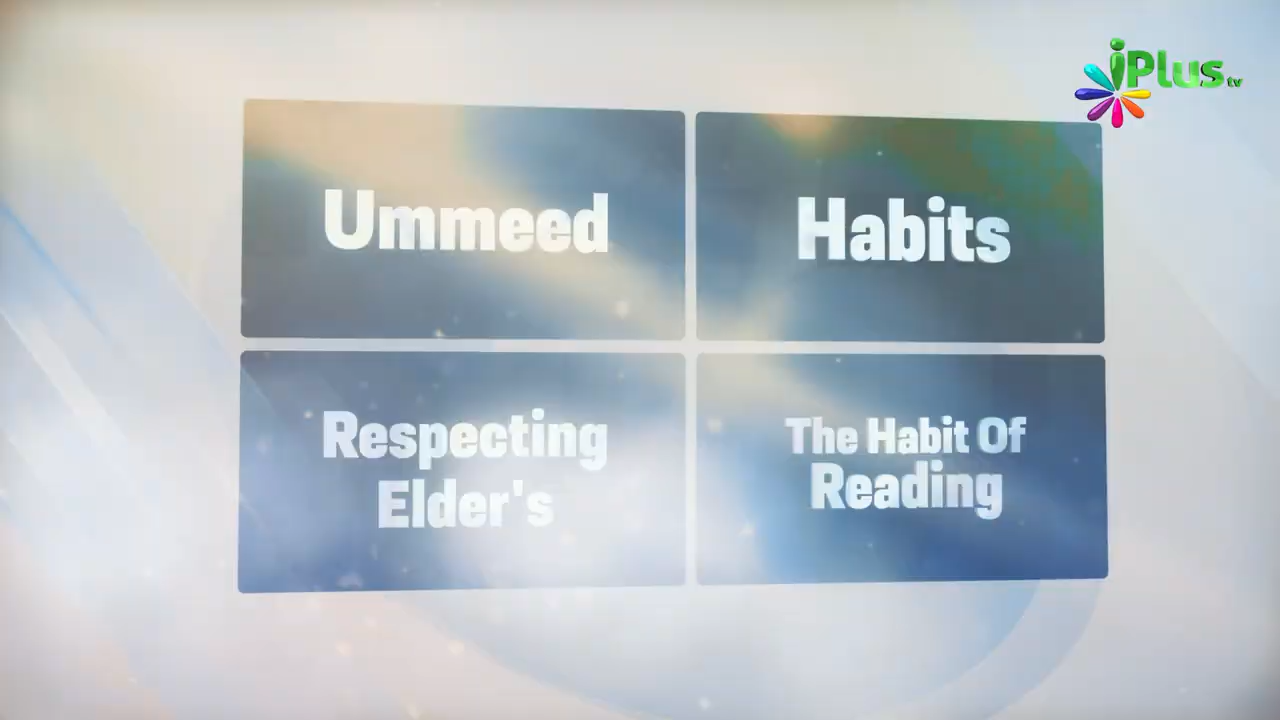 iPlus tv
Ummeed
Habits
Respecting
Elder's
The Habit Of
Reading